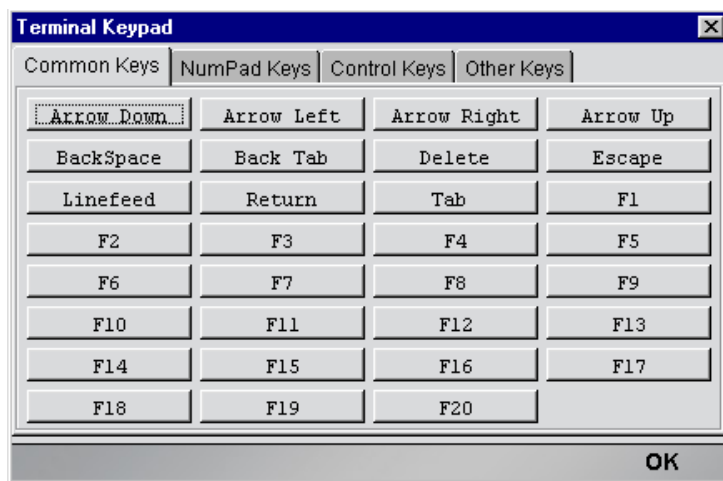 Terminal Keypad
Common Keys NumPad Keys Control Keys Other Keys
Arrow Down Arrow Left Arrow Right Arrow Up
BackSpace Back Tab Delete Escape
Linefeed Return Tab F1
F2 F3 F4 F5
F6 F7 F8 F9
F10 F11 F12 F13
F14 F15 F16 F17
F18 F19 F20
OK